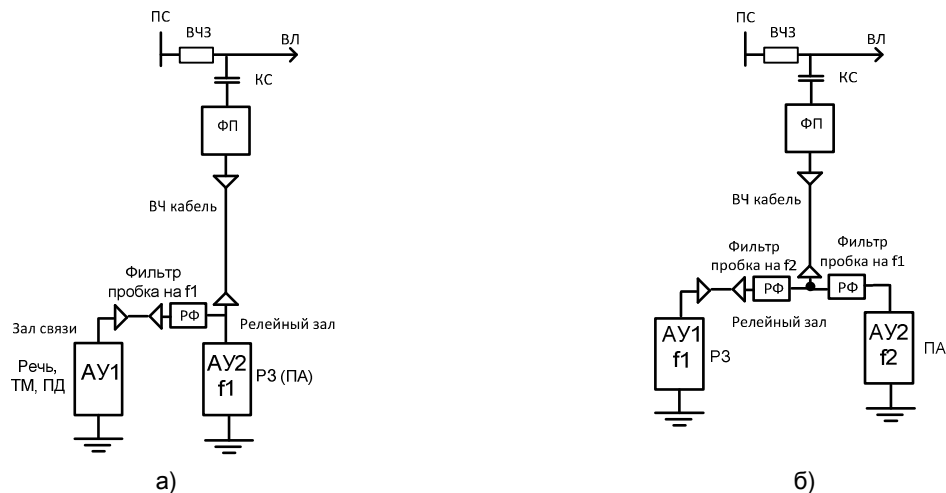 ПС
ВЧЗ
ВЛ
КС
ФП
ВЧ кабель
Фильтр
пробка на f1
РФ
Зал связи
Релейный зал
Речь,
ТМ, ПД
АУ1
АУ2
f1
РЗ (ПА)
а)
ПС
ВЧЗ
ВЛ
КС
ФП
ВЧ кабель
Фильтр
пробка на f2
Фильтр
пробка на f1
РФ
РФ
Релейный зал
АУ1
f1
РЗ
АУ2
f2
ПА
б)